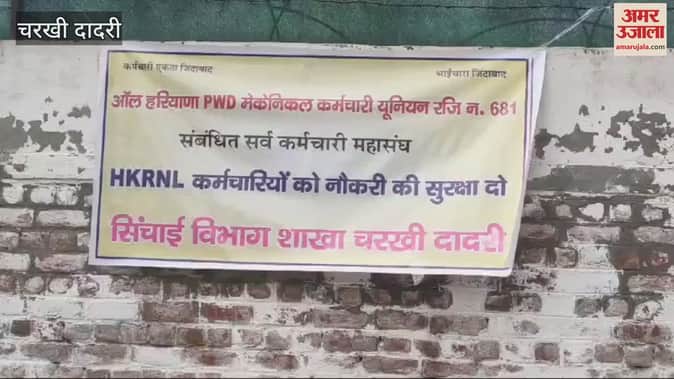 चरखी दादरी
अमर उजाला
amarujala.com
कर्मचारी एकता जिंदाबाद
भाईचारा जिंदाबाद
ऑल हरियाणा PWD मेकेनिकल कर्मचारी यूनियन रजि न. 681
संबंधित सर्व कर्मचारी महासंघ
HKRNL कर्मचारियों को नौकरी की सुरक्षा दो
सिंचाई विभाग शाखा चरखी दादरी